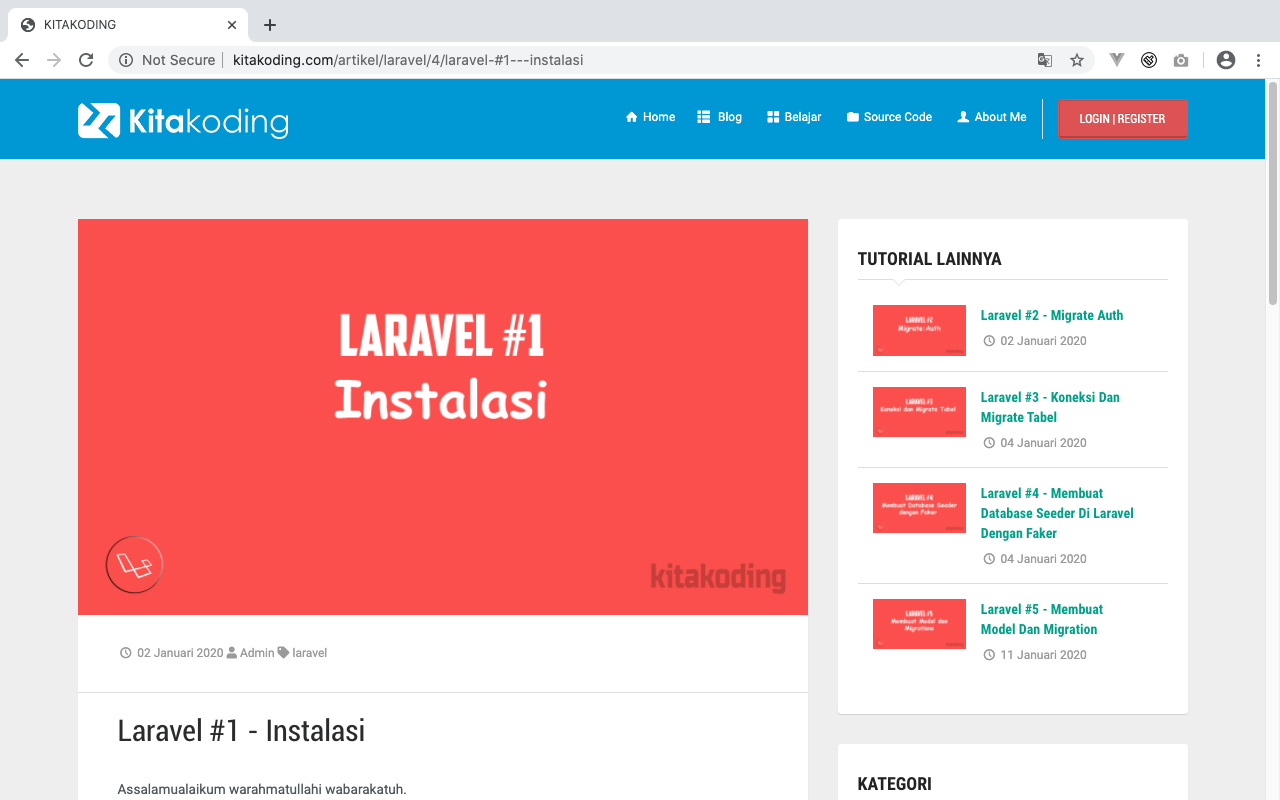 KITAKODING
Not Secure
kitakoding.com/artikel/laravel/4/laravel-#1---instalasi
Kitakoding
Home
Blog
Belajar
Source Code
About Me
LOGIN | REGISTER
LARAVEL #1
Instalasi
kitakoding
02 Januari 2020 Admin laravel
Laravel #1 - Instalasi
Assalamualaikum warahmatullahi wabarakatuh.
TUTORIAL LAINNYA
LARAVEL #2
Migrate:Auth
Laravel #2 - Migrate Auth
02 Januari 2020
LARAVEL #3
Koneksi dan Migrate Tabel
Laravel #3 - Koneksi Dan
Migrate Tabel
04 Januari 2020
LARAVEL #4
Membuat Database Seeder
dengan Faker
Laravel #4 - Membuat
Database Seeder Di Laravel
Dengan Faker
04 Januari 2020
LARAVEL #5
Membuat Model dan
Migrations
Laravel #5 - Membuat
Model Dan Migration
11 Januari 2020
KATEGORI